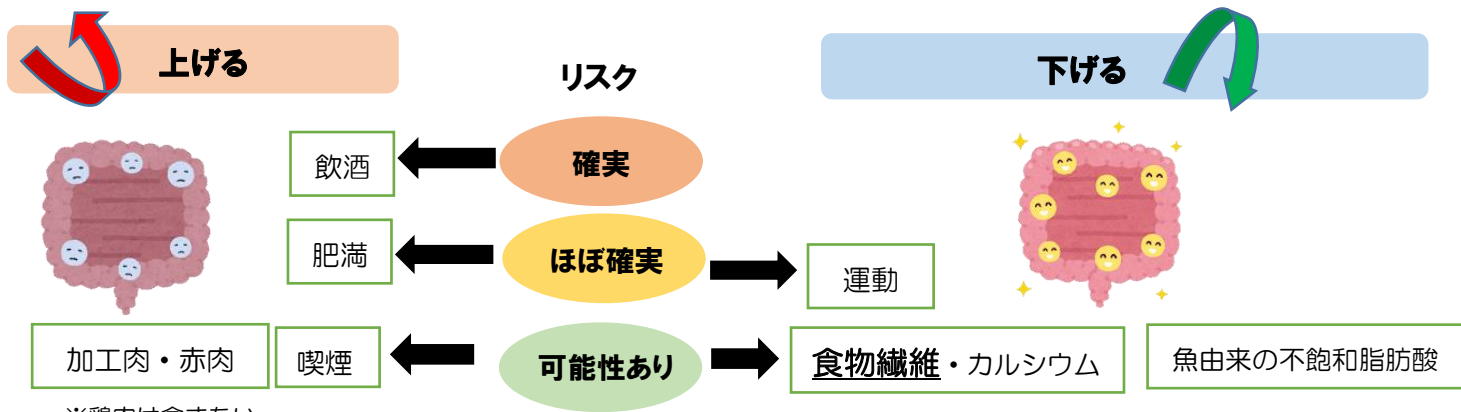 上げる
リスク
下げる
飲酒
確実
肥満
ほぼ確実
運動
加工肉・赤肉
喫煙
可能性あり
食物繊維・カルシウム
魚由来の不飽和脂肪酸